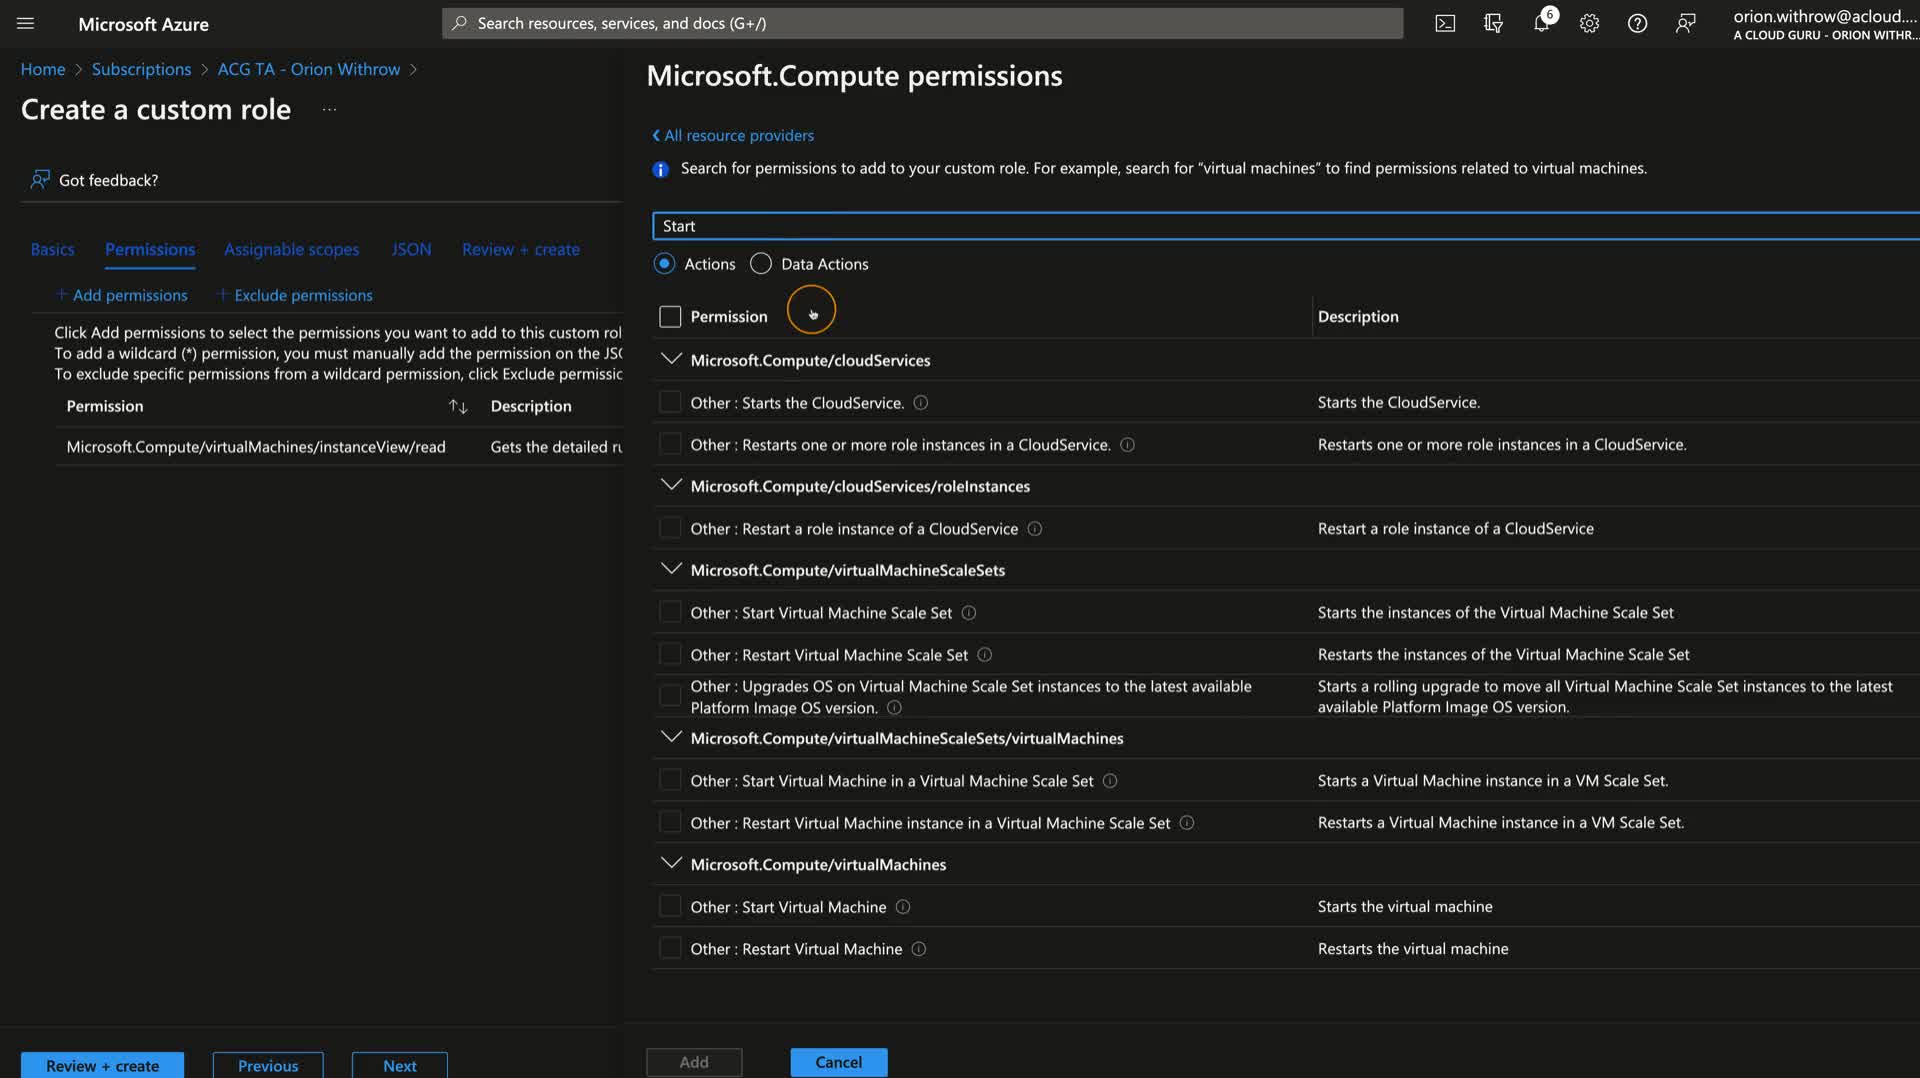 Microsoft Azure
Search resources, services, and docs (G+/)
6
orion.withrow@acloud....
A CLOUD GURU - ORION WITHR...
Home > Subscriptions > ACG TA - Orion Withrow >
Create a custom role ...
Got feedback?
Basics Permissions Assignable scopes JSON Review + create
+ Add permissions + Exclude permissions
Click Add permissions to select the permissions you want to add to this custom rol
To add a wildcard (*) permission, you must manually add the permission on the JSO
To exclude specific permissions from a wildcard permission, click Exclude permissio
Permission ↑↓ Description
Microsoft.Compute/virtualMachines/instanceView/read Gets the detailed ru
Review + create Previous Next
Microsoft.Compute permissions
All resource providers
Search for permissions to add to your custom role. For example, search for “virtual machines” to find permissions related to virtual machines.
Start
Actions Data Actions
Permission Description
Microsoft.Compute/cloudServices
Other : Starts the CloudService. Starts the CloudService.
Other : Restarts one or more role instances in a CloudService. Restarts one or more role instances in a CloudService.
Microsoft.Compute/cloudServices/roleInstances
Other : Restart a role instance of a CloudService Restart a role instance of a CloudService
Microsoft.Compute/virtualMachineScaleSets
Other : Start Virtual Machine Scale Set Starts the instances of the Virtual Machine Scale Set
Other : Restart Virtual Machine Scale Set Restarts the instances of the Virtual Machine Scale Set
Other : Upgrades OS on Virtual Machine Scale Set instances to the latest available Starts a rolling upgrade to move all Virtual Machine Scale Set instances to the latest
Platform Image OS version. available Platform Image OS version.
Microsoft.Compute/virtualMachineScaleSets/virtualMachines
Other : Start Virtual Machine in a Virtual Machine Scale Set Starts a Virtual Machine instance in a VM Scale Set.
Other : Restart Virtual Machine instance in a Virtual Machine Scale Set Restarts a Virtual Machine instance in a VM Scale Set.
Microsoft.Compute/virtualMachines
Other : Start Virtual Machine Starts the virtual machine
Other : Restart Virtual Machine Restarts the virtual machine
Add Cancel